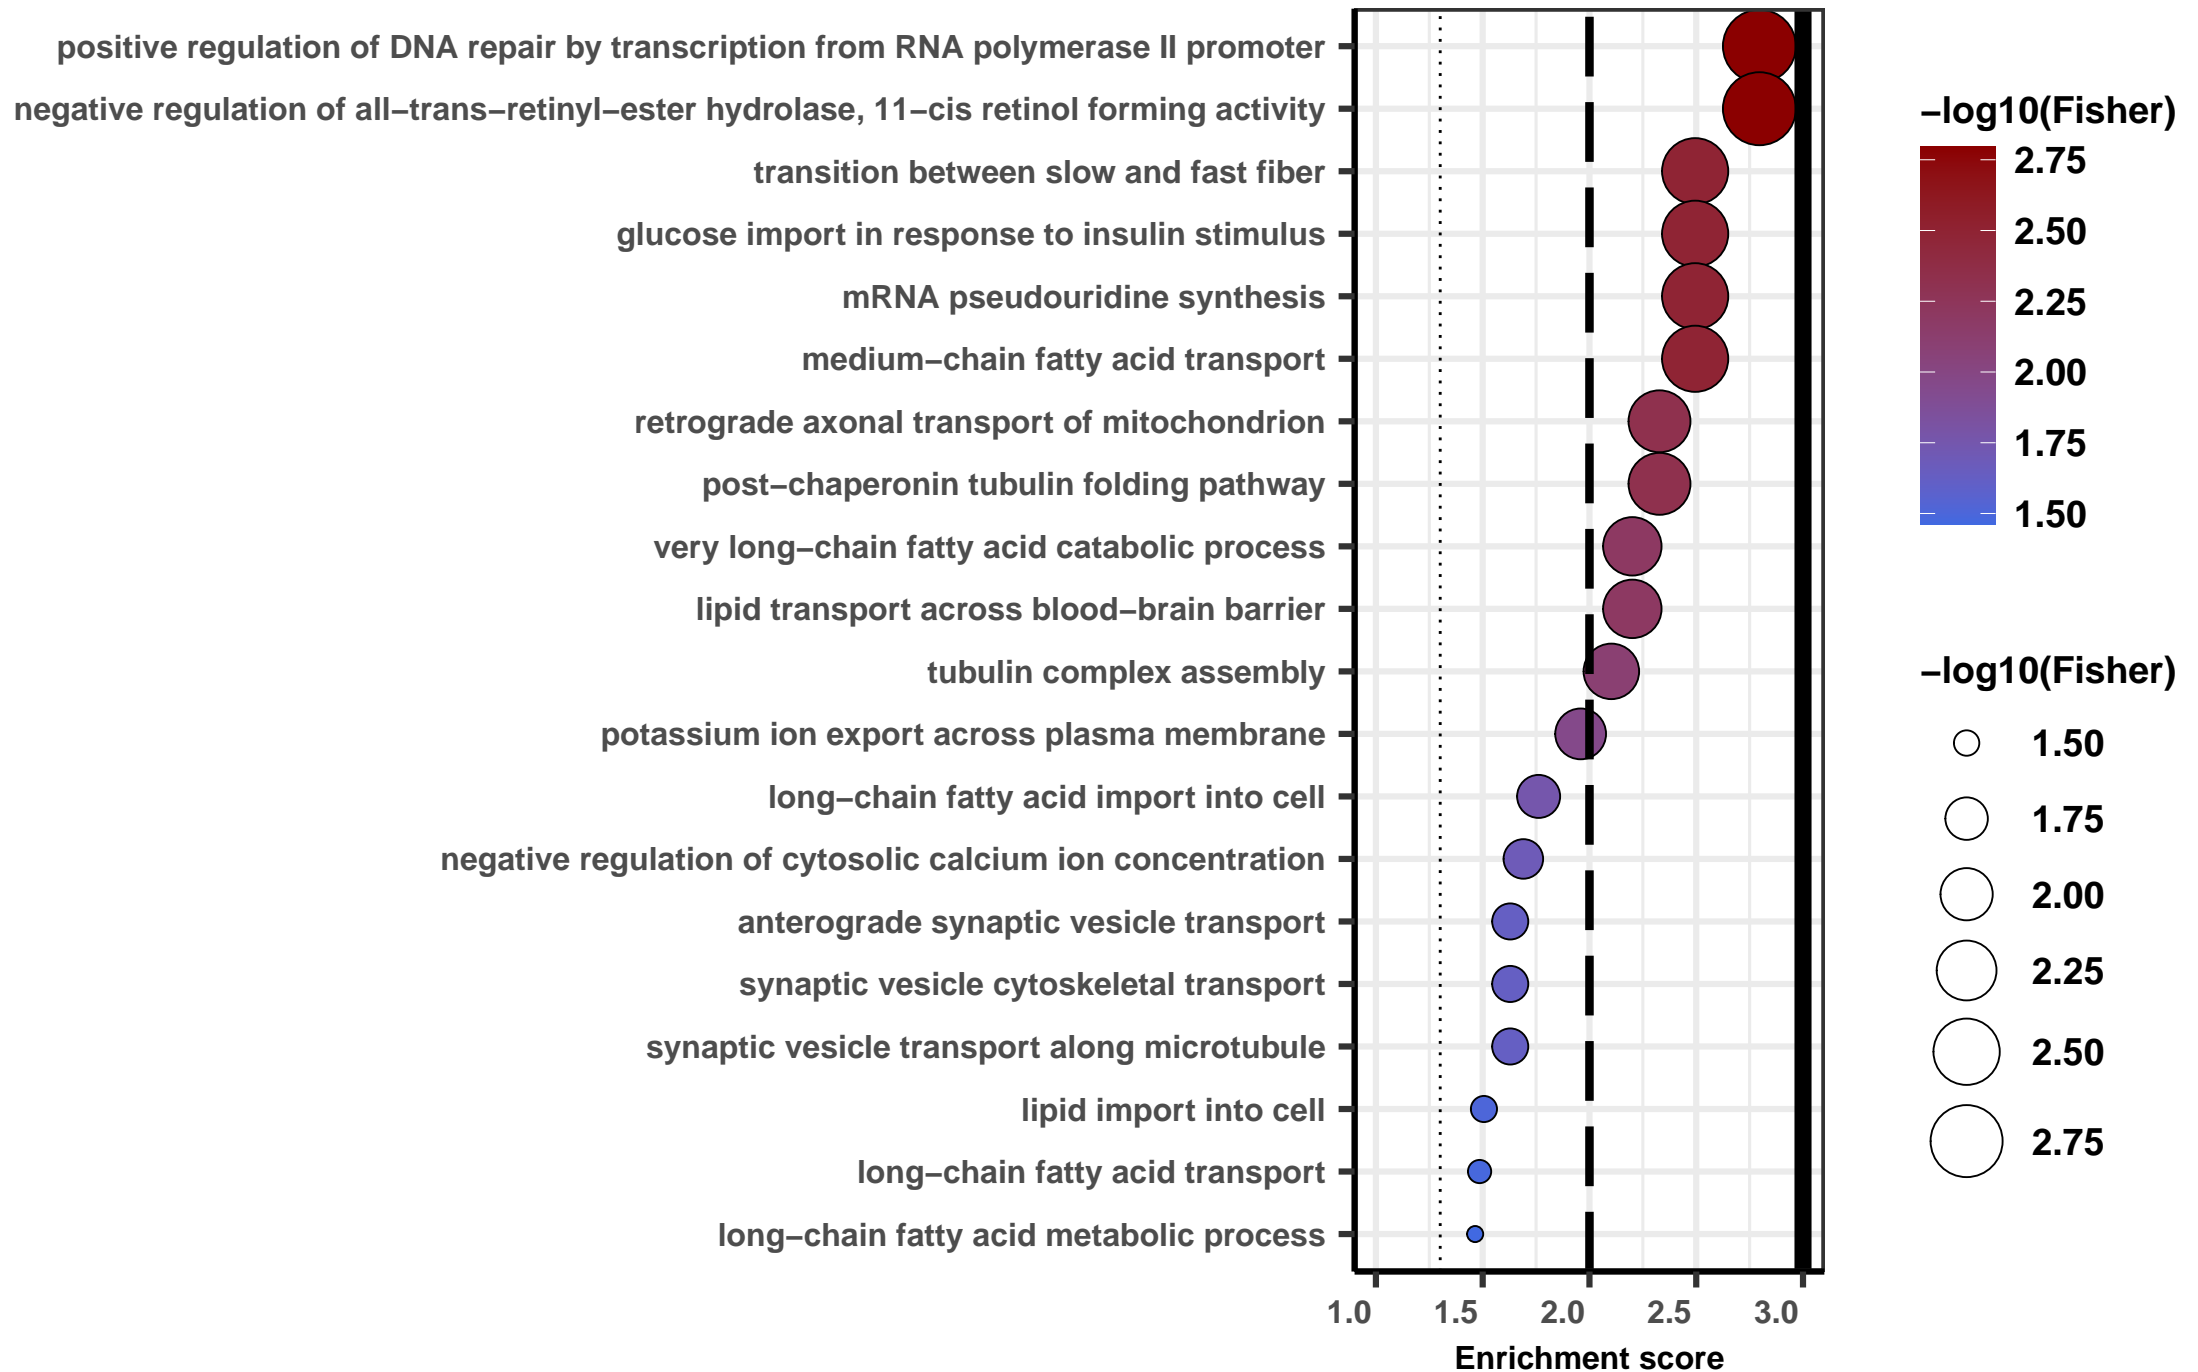 positive regulation of DNA repair by transcription from RNA polymerase II promoter
negative regulation of all−trans−retinyl−ester hydrolase, 11−cis retinol forming activity
transition between slow and fast fiber
glucose import in response to insulin stimulus
mRNA pseudouridine synthesis
medium−chain fatty acid transport
retrograde axonal transport of mitochondrion
post−chaperonin tubulin folding pathway
very long−chain fatty acid catabolic process
lipid transport across blood−brain barrier
tubulin complex assembly
potassium ion export across plasma membrane
long−chain fatty acid import into cell
negative regulation of cytosolic calcium ion concentration
anterograde synaptic vesicle transport
synaptic vesicle cytoskeletal transport
synaptic vesicle transport along microtubule
lipid import into cell
long−chain fatty acid transport
long−chain fatty acid metabolic process
1.0 1.5 2.0 2.5 3.0
Enrichment score
−log10(Fisher)
2.75
2.50
2.25
2.00
1.75
1.50
−log10(Fisher)
1.50
1.75
2.00
2.25
2.50
2.75